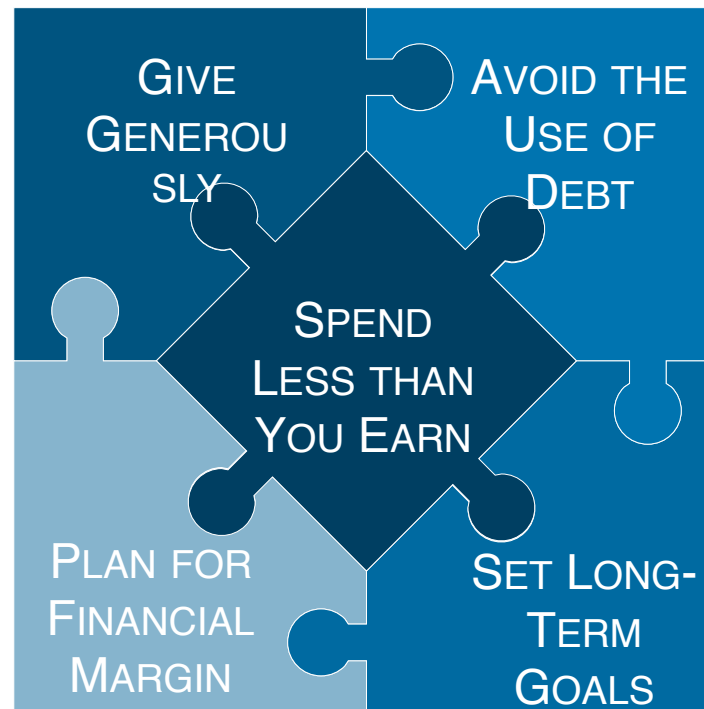 GIVE
GENEROU
SLY
AVOID THE
USE OF
DEBT
SPEND
LESS THAN
YOU EARN
PLAN FOR
FINANCIAL
MARGIN
SET LONG-
TERM
GOALS